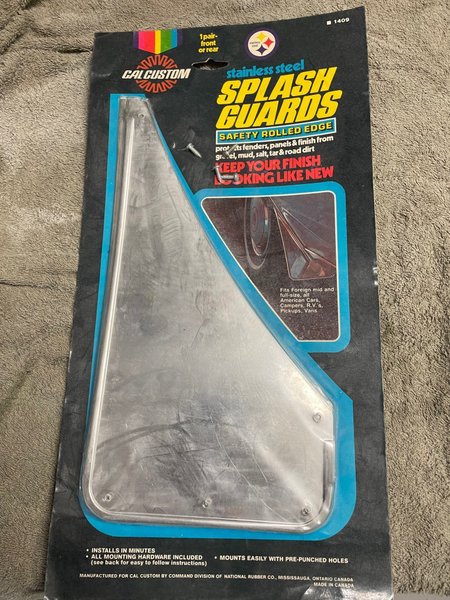 1409
1 pair-
front
or rear
CAL CUSTOM
stainless steel
SPLASH
GUARDS
SAFETY ROLLED EDGE
protects fenders, panels & finish from
gravel, mud, salt, tar & road dirt
KEEP YOUR FINISH
LOOKING LIKE NEW
Fits Foreign mid and
full-size, all
American Cars,
Campers, R.V.'s,
Pickups, Vans
• INSTALLS IN MINUTES
• ALL MOUNTING HARDWARE INCLUDED
(see back for easy to follow instructions)
• MOUNTS EASILY WITH PRE-PUNCHED HOLES
MANUFACTURED FOR CAL CUSTOM BY COMMAND DIVISION OF NATIONAL RUBBER CO., MISSISSAUGA, ONTARIO CANADA
MADE IN CANADA